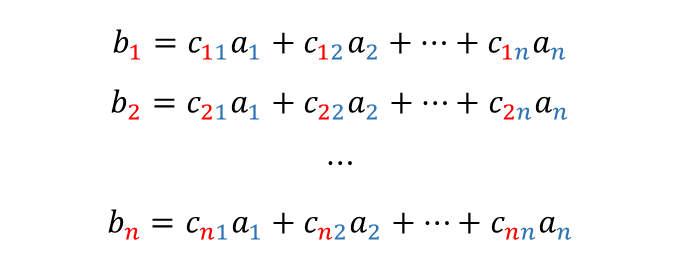 b₁ = c₁₁a₁ + c₁₂a₂ + ⋯ + c₁ₙaₙ
b₂ = c₂₁a₁ + c₂₂a₂ + ⋯ + c₂ₙaₙ
…
bₙ = cₙ₁a₁ + cₙ₂a₂ + ⋯ + cₙₙaₙ